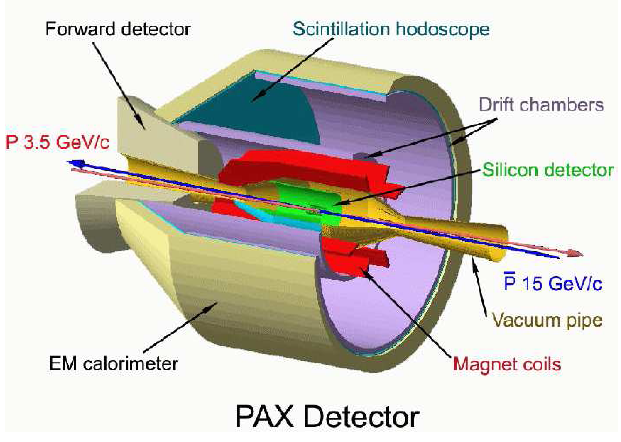 Forward detector
Scintillation hodoscope
Drift chambers
P 3.5 GeV/c
Silicon detector
P̅ 15 GeV/c
Vacuum pipe
EM calorimeter
Magnet coils
PAX Detector